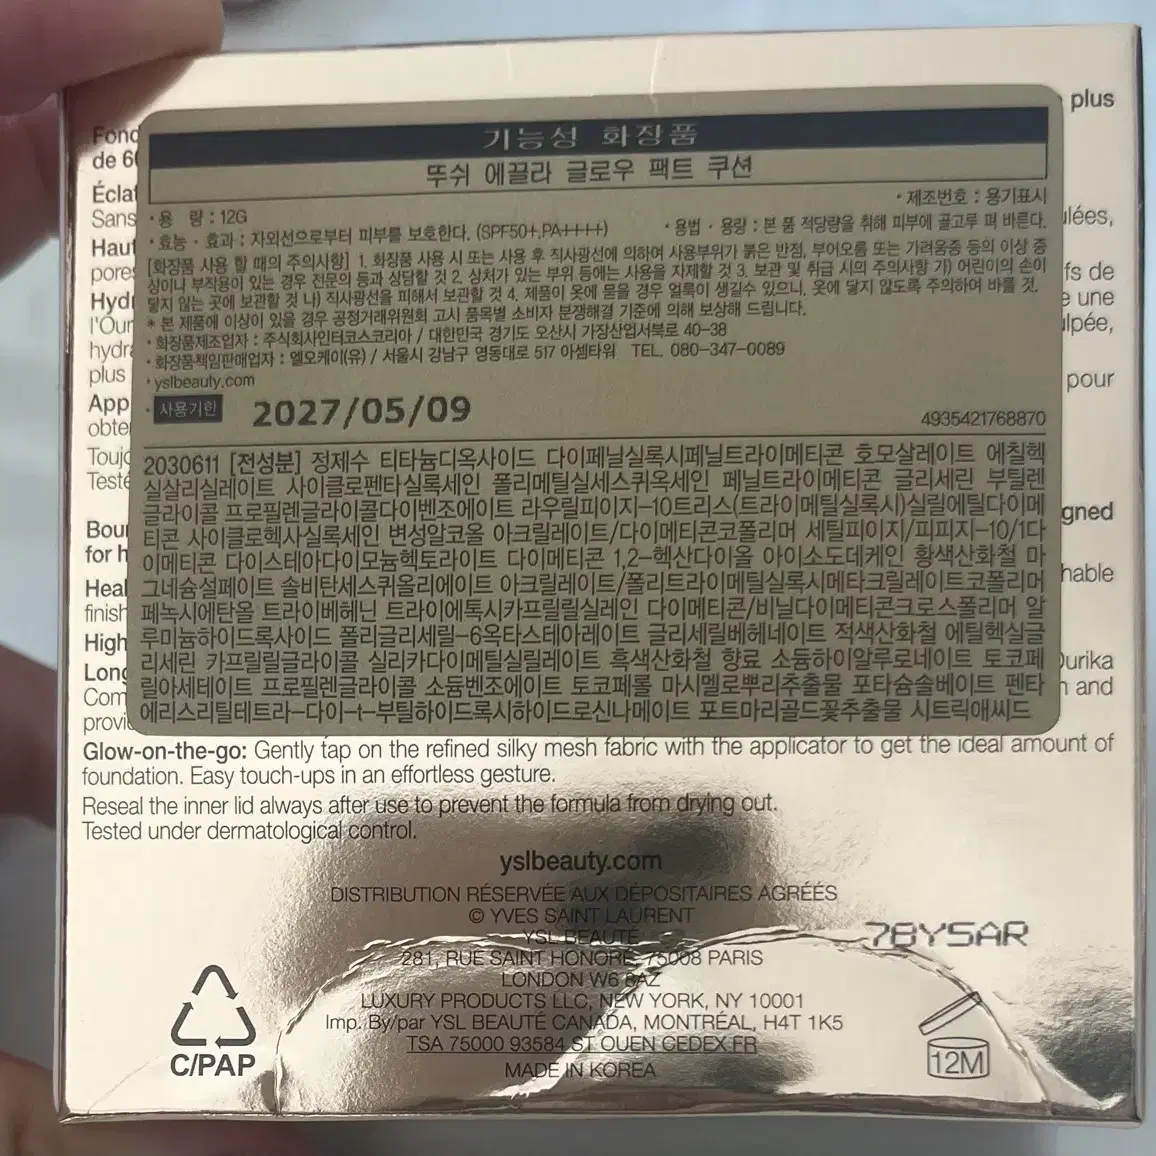 plus
기능성 화장품
Fond
de 6
뚜쉬 에끌라 글로우 팩트 쿠션
Éclat
• 제조번호 : 용기표시
Sans
• 용 량 : 12G
ulées,
• 효능 · 효과 : 자외선으로부터 피부를 보호한다. (SPF50+,PA++++)
• 용법 · 용량 : 본 품 적당량을 취해 피부에 골고루 펴 바른다.
Haut
[화장품 사용 할 때의 주의사항] 1. 화장품 사용 시 또는 사용 후 직사광선에 의하여 사용부위가 붉은 반점, 부어오름 또는 가려움증 등의 이상 증
pores
상이나 부작용이 있는 경우 전문의 등과 상담할 것 2. 상처가 있는 부위 등에는 사용을 자제할 것 3. 보관 및 취급 시의 주의사항 가) 어린이의 손이
fs de
Hydr
닿지 않는 곳에 보관할 것 나) 직사광선을 피해서 보관할 것 4. 제품이 옷에 묻을 경우 얼룩이 생길수 있으니, 옷에 닿지 않도록 주의하여 바를 것.
e une
l'Our
* 본 제품에 이상이 있을 경우 공정거래위원회 고시 품목별 소비자 분쟁해결 기준에 의해 보상해 드립니다.
ulpée,
hydra
• 화장품제조업자 : 주식회사인터코스코리아 / 대한민국 경기도 오산시 가장산업서북로 40-38
• 화장품책임판매업자 : 엘오케이(유) / 서울시 강남구 영동대로 517 아셈타워 TEL. 080-347-0089
plus
• yslbeauty.com
pour
App
• 사용기한 2027/05/09
obte
4935421768870
Toujo
2030611 [전성분] 정제수 티타늄디옥사이드 다이페닐실록시페닐트라이메티콘 호모살레이트 에칠헥
Testé
실살리실레이트 사이클로펜타실록세인 폴리메틸실세스퀴옥세인 페닐트라이메티콘 글리세린 부틸렌
글라이콜 프로필렌글라이콜다이벤조에이트 라우릴피이지-10트리스(트라이메틸실록시)실릴에틸다이메
gned
Bour
티콘 사이클로헥사실록세인 변성알코올 아크릴레이트/다이메티콘코폴리머 세틸피이지/피피지-10/1다
for h
이메티콘 다이스테아다이모늄헥토라이트 다이메티콘 1,2-헥산다이올 아이소도데케인 황색산화철 마
hable
Heal
그네슘설페이트 솔비탄세스퀴올리에이트 아크릴레이트/폴리트라이메틸실록시메타크릴레이트코폴리머
finish
페녹시에탄올 트라이베헤닌 트라이에톡시카프릴릴실레인 다이메티콘/비닐다이메티콘크로스폴리머 알
High
루미늄하이드록사이드 폴리글리세릴-6옥타스테아레이트 글리세릴베헤네이트 적색산화철 에틸헥실글
Long
리세린 카프릴릴글라이콜 실리카다이메틸실릴레이트 흑색산화철 향료 소듐하이알루로네이트 토코페
Ourika
Com
릴아세테이트 프로필렌글라이콜 소듐벤조에이트 토코페롤 마시멜로뿌리추출물 포타슘솔베이트 펜타
n and
provi
에리스리틸테트라-다이-t-부틸하이드록시하이드로신나메이트 포트마리골드꽃추출물 시트릭애씨드
Glow-on-the-go: Gently tap on the refined silky mesh fabric with the applicator to get the ideal amount of
foundation. Easy touch-ups in an effortless gesture.
Reseal the inner lid always after use to prevent the formula from drying out.
Tested under dermatological control.
yslbeauty.com
DISTRIBUTION RÉSERVÉE AUX DÉPOSITAIRES AGRÉÉS
© YVES SAINT LAURENT
YSL BEAUTÉ
281, RUE SAINT HONORÉ, 75008 PARIS
LONDON W6 8AZ
LUXURY PRODUCTS LLC, NEW YORK, NY 10001
Imp. By/par YSL BEAUTÉ CANADA, MONTRÉAL, H4T 1K5
TSA 75000 93584 ST OUEN CEDEX FR
MADE IN KOREA
78Y5AR
C/PAP
12M